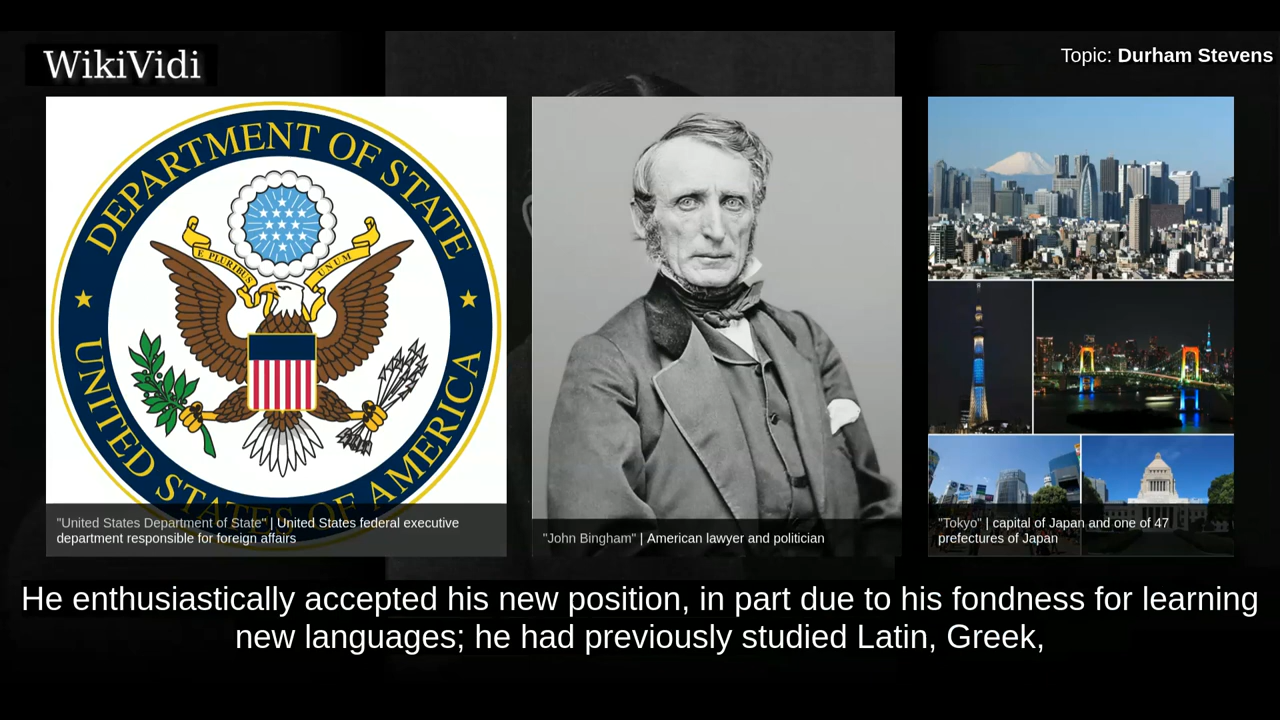 WikiVidi
Topic: Durham Stevens
DEPARTMENT OF STATE
E PLURIBUS UNUM
UNITED STATES OF AMERICA
"United States Department of State" | United States federal executive
department responsible for foreign affairs
"John Bingham" | American lawyer and politician
"Tokyo" | capital of Japan and one of 47
prefectures of Japan
He enthusiastically accepted his new position, in part due to his fondness for learning
new languages; he had previously studied Latin, Greek,